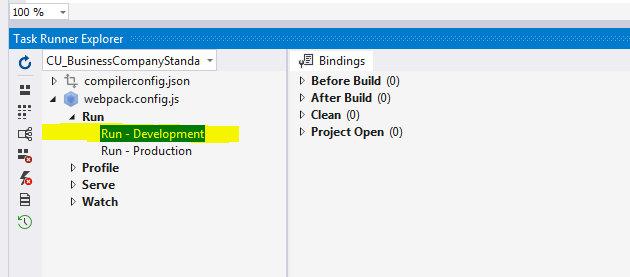 100 %
Task Runner Explorer
CU_BusinessCompanyStanda
compilerconfig.json
webpack.config.js
Run
Run - Development
Run - Production
Profile
Serve
Watch
Bindings
Before Build (0)
After Build (0)
Clean (0)
Project Open (0)